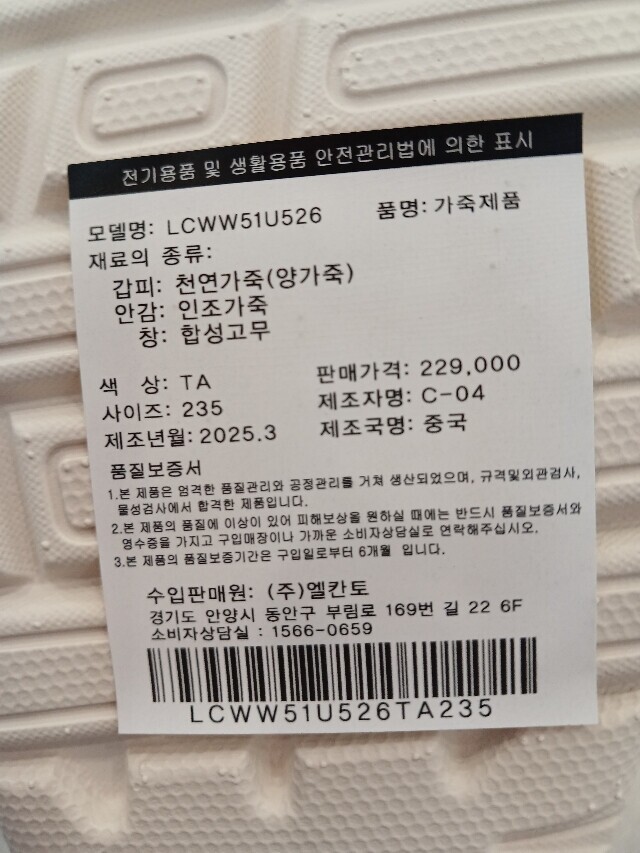 전기용품 및 생활용품 안전관리법에 의한 표시
모델명: LCWW51U526 품명: 가죽제품
재료의 종류:
갑피: 천연가죽(양가죽)
안감: 인조가죽
창: 합성고무
색 상: TA 판매가격: 229,000
사이즈: 235 제조자명: C-04
제조년월: 2025.3 제조국명: 중국
품질보증서
1.본 제품은 엄격한 품질관리와 공정관리를 거쳐 생산되었으며, 규격및외관검사,
물성검사에서 합격한 제품입니다.
2.본 제품의 품질에 이상이 있어 피해보상을 원하실 때에는 반드시 품질보증서와
영수증을 가지고 구입매장이나 가까운 소비자상담실로 연락해주십시오.
3.본 제품의 품질보증기간은 구입일로부터 6개월 입니다.
수입판매원: (주)엘칸토
경기도 안양시 동안구 부림로 169번 길 22 6F
소비자상담실 : 1566-0659
LCWW51U526TA235